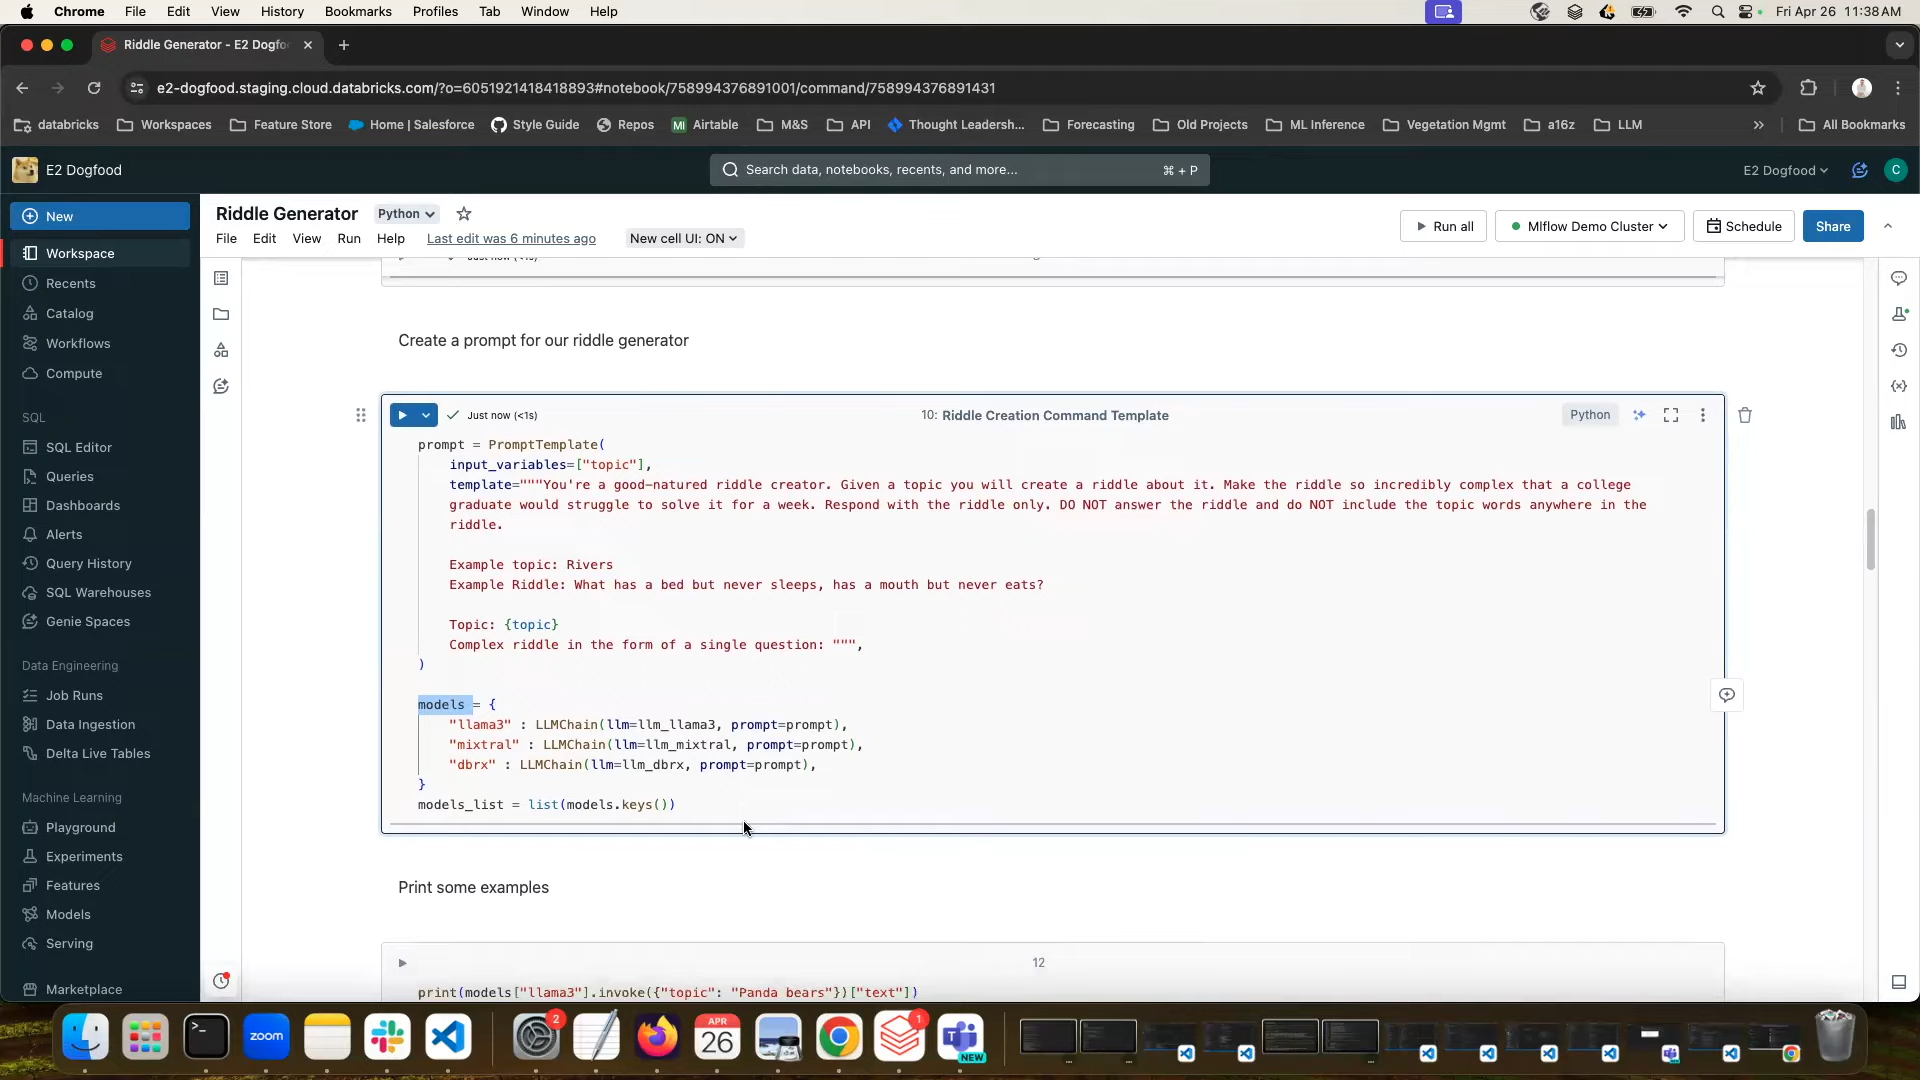 Chrome File Edit View History Bookmarks Profiles Tab Window Help Fri Apr 26 11:38 AM
Riddle Generator - E2 Dogfo
e2-dogfood.staging.cloud.databricks.com/?o=6051921418418893#notebook/758994376891001/command/758994376891431
databricks Workspaces Feature Store Home | Salesforce Style Guide Repos MI Airtable M&S API Thought Leadersh... Forecasting Old Projects ML Inference Vegetation Mgmt a16z LLM » All Bookmarks
E2 Dogfood Search data, notebooks, recents, and more... ⌘ + P E2 Dogfood C
New
Workspace
Recents
Catalog
Workflows
Compute
SQL
SQL Editor
Queries
Dashboards
Alerts
Query History
SQL Warehouses
Genie Spaces
Data Engineering
Job Runs
Data Ingestion
Delta Live Tables
Machine Learning
Playground
Experiments
Features
Models
Serving
Marketplace
Riddle Generator Python
File Edit View Run Help Last edit was 6 minutes ago New cell UI: ON
Run all Mlflow Demo Cluster Schedule Share
Create a prompt for our riddle generator
Just now (<1s) 10: Riddle Creation Command Template Python
prompt = PromptTemplate(
input_variables=["topic"],
template="""You're a good-natured riddle creator. Given a topic you will create a riddle about it. Make the riddle so incredibly complex that a college
graduate would struggle to solve it for a week. Respond with the riddle only. DO NOT answer the riddle and do NOT include the topic words anywhere in the
riddle.
Example topic: Rivers
Example Riddle: What has a bed but never sleeps, has a mouth but never eats?
Topic: {topic}
Complex riddle in the form of a single question: """,
)
models = {
"llama3" : LLMChain(llm=llm_llama3, prompt=prompt),
"mixtral" : LLMChain(llm=llm_mixtral, prompt=prompt),
"dbrx" : LLMChain(llm=llm_dbrx, prompt=prompt),
}
models_list = list(models.keys())
Print some examples
12
print(models["llama3"].invoke({"topic": "Panda bears"})["text"])
zoom
2
APR
26
1
NEW